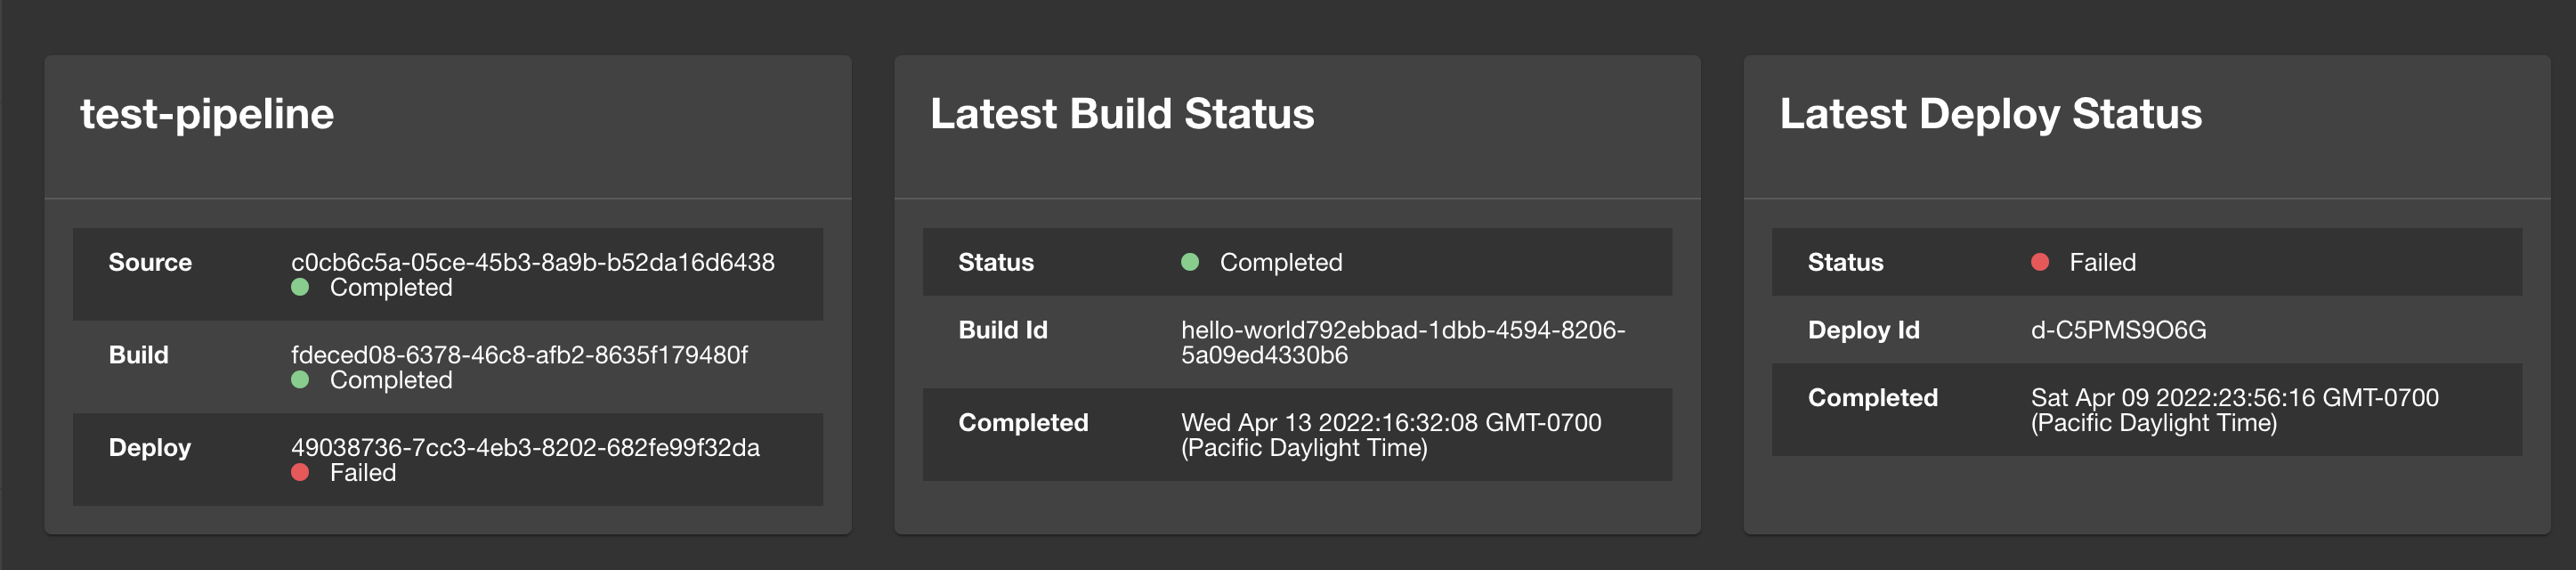 test-pipeline
Source c0cb6c5a-05ce-45b3-8a9b-b52da16d6438
Completed
Build fdeced08-6378-46c8-afb2-8635f179480f
Completed
Deploy 49038736-7cc3-4eb3-8202-682fe99f32da
Failed
Latest Build Status
Status Completed
Build Id hello-world792ebbad-1dbb-4594-8206-
5a09ed4330b6
Completed Wed Apr 13 2022:16:32:08 GMT-0700
(Pacific Daylight Time)
Latest Deploy Status
Status Failed
Deploy Id d-C5PMS9O6G
Completed Sat Apr 09 2022:23:56:16 GMT-0700
(Pacific Daylight Time)